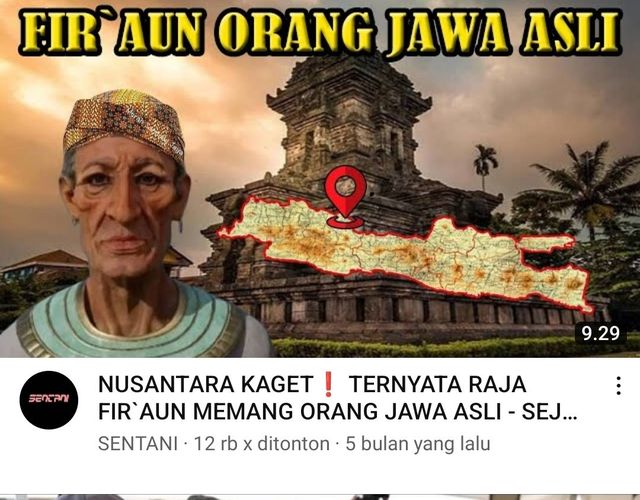 FIR`AUN ORANG JAWA ASLI
9.29
SENTANI
NUSANTARA KAGET❗ TERNYATA RAJA
FIR`AUN MEMANG ORANG JAWA ASLI - SEJ...
SENTANI · 12 rb x ditonton · 5 bulan yang lalu